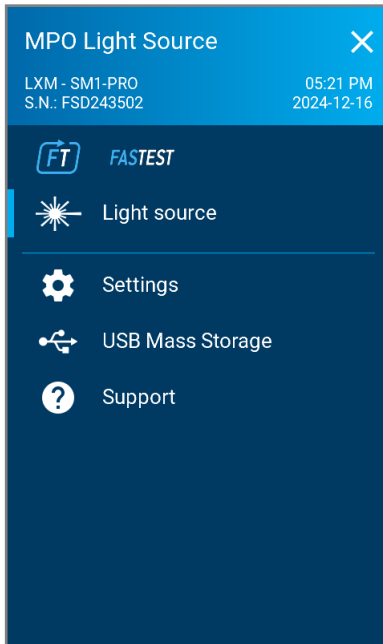 MPO Light Source
LXM - SM1-PRO
05:21 PM
S.N.: FSD243502
2024-12-16
FT FASTEST
Light source
Settings
USB Mass Storage
? Support